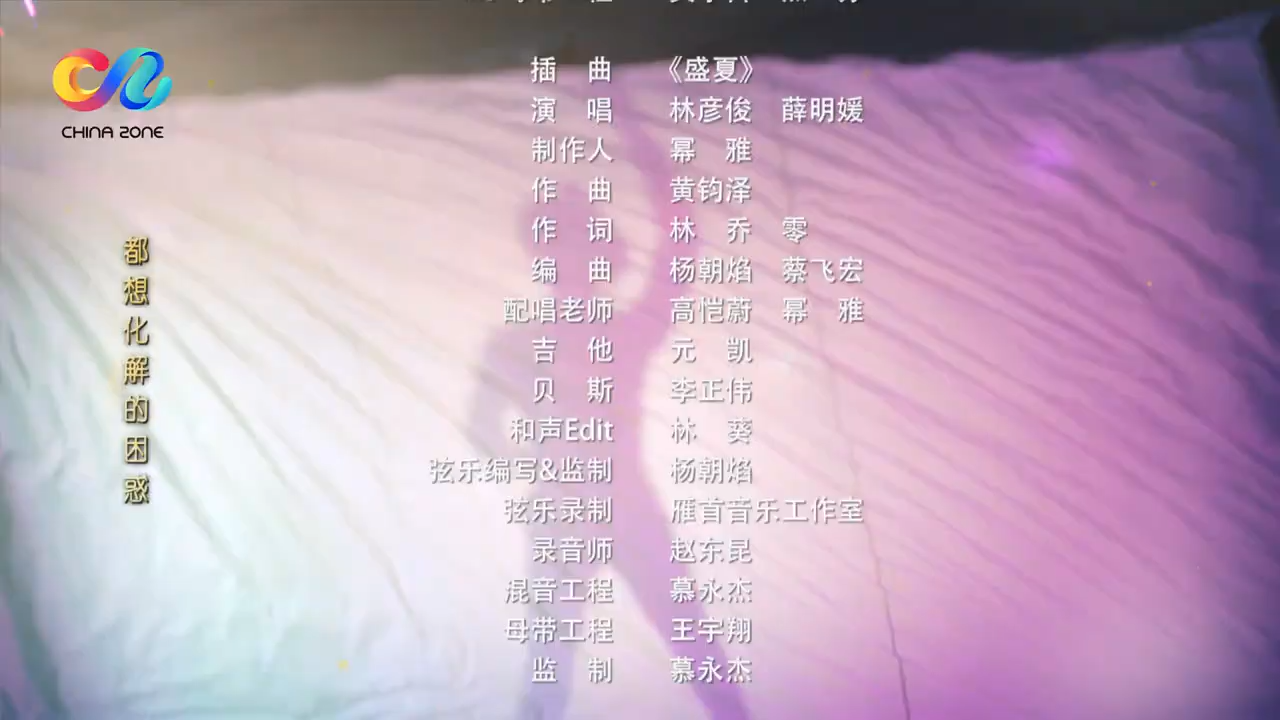 CHINA ZONE
插 曲 《盛夏》
演 唱 林彦俊 薛明媛
制作人 幂 雅
作 曲 黄钧泽
作 词 林 乔 零
编 曲 杨朝焰 蔡飞宏
配唱老师 高恺蔚 幂 雅
吉 他 元 凯
贝 斯 李正伟
和声Edit 林 葵
弦乐编写&监制 杨朝焰
弦乐录制 雁首音乐工作室
录音师 赵东昆
混音工程 慕永杰
母带工程 王宇翔
监 制 慕永杰
都想化解的困惑